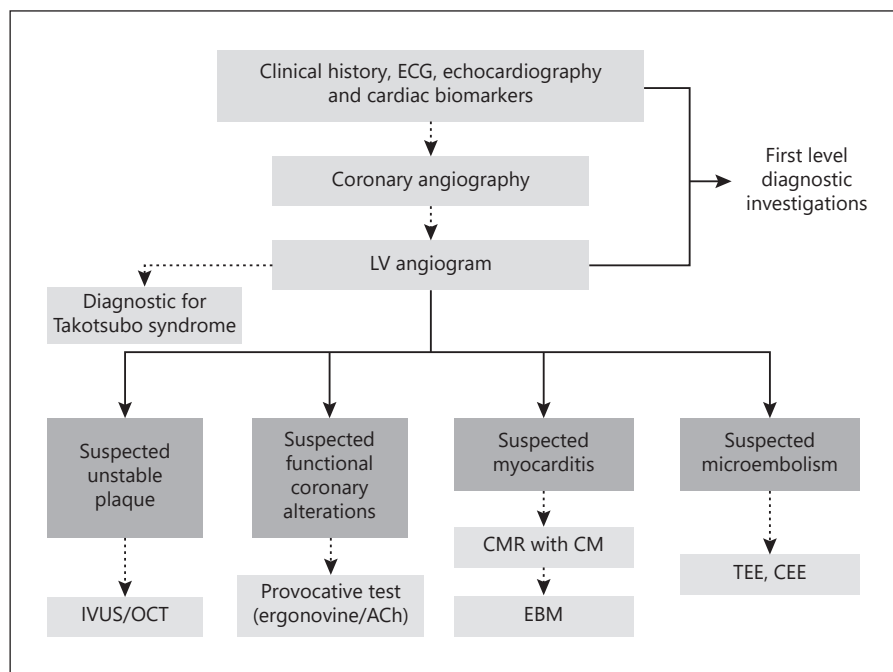 Clinical history, ECG, echocardiography
and cardiac biomarkers
First level
diagnostic
investigations
Coronary angiography
LV angiogram
Diagnostic for
Takotsubo syndrome
Suspected
unstable
plaque
Suspected
functional
coronary
alterations
Suspected
myocarditis
Suspected
microembolism
IVUS/OCT
Provocative test
(ergonovine/ACh)
CMR with CM
EBM
TEE, CEE